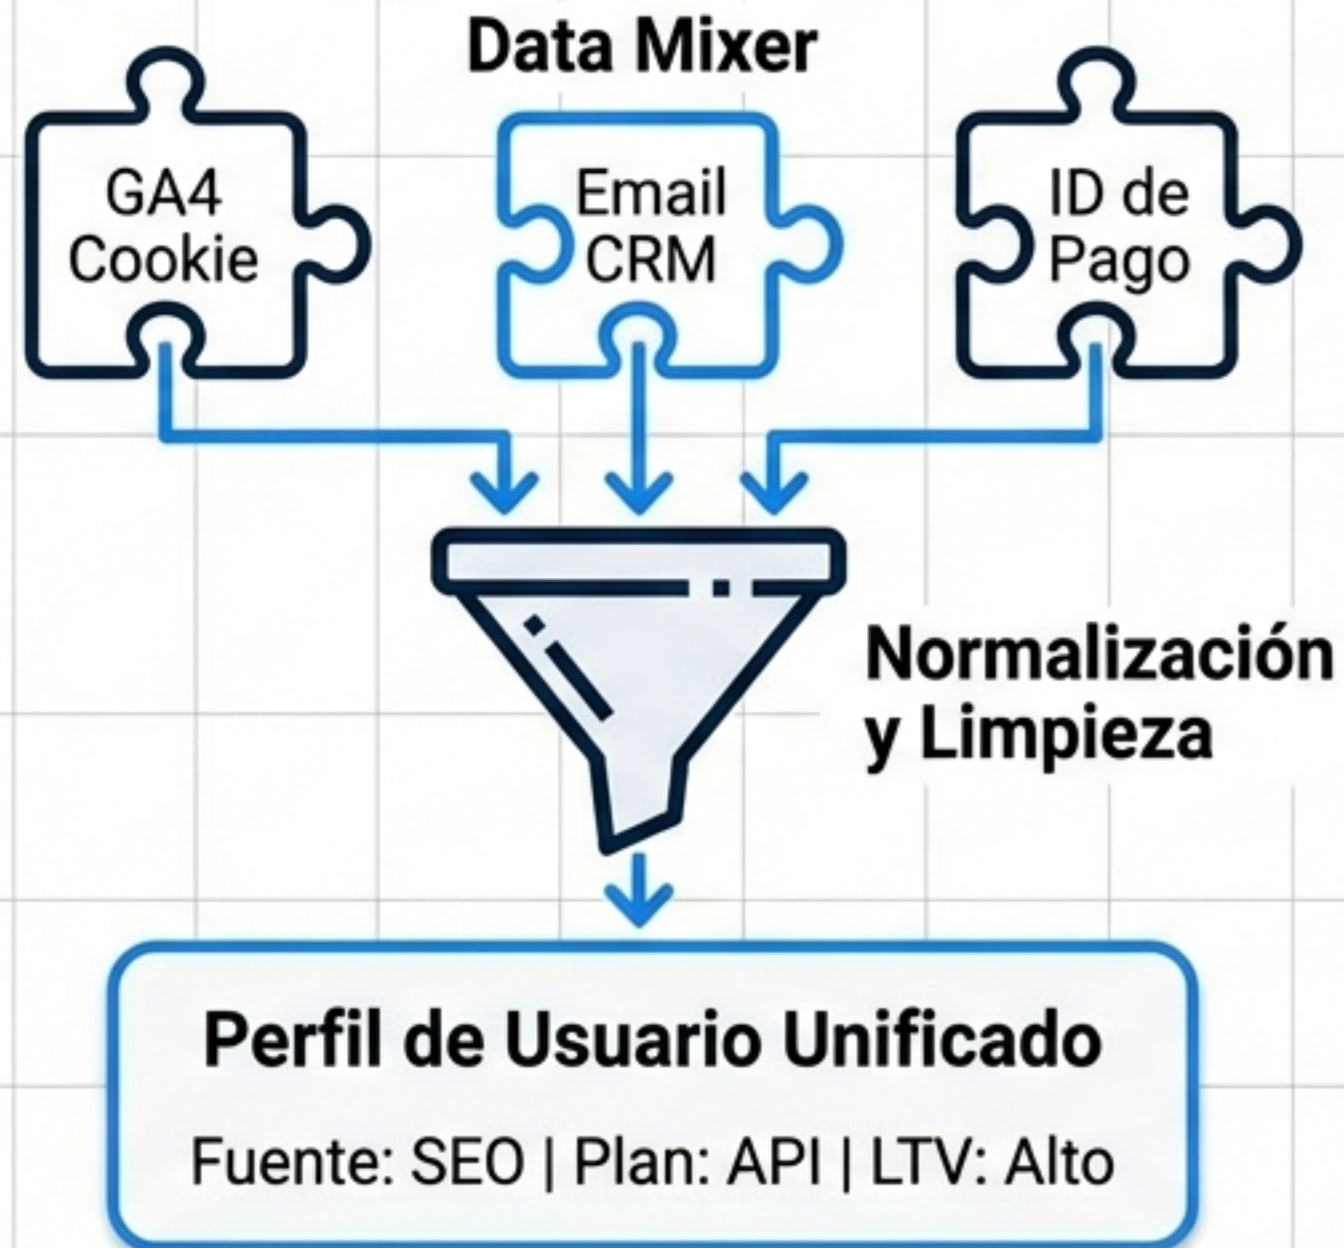 Data Mixer
GA4
Cookie
Email
CRM
ID de
Pago
Normalización
y Limpieza
Perfil de Usuario Unificado
Fuente: SEO | Plan: API | LTV: Alto